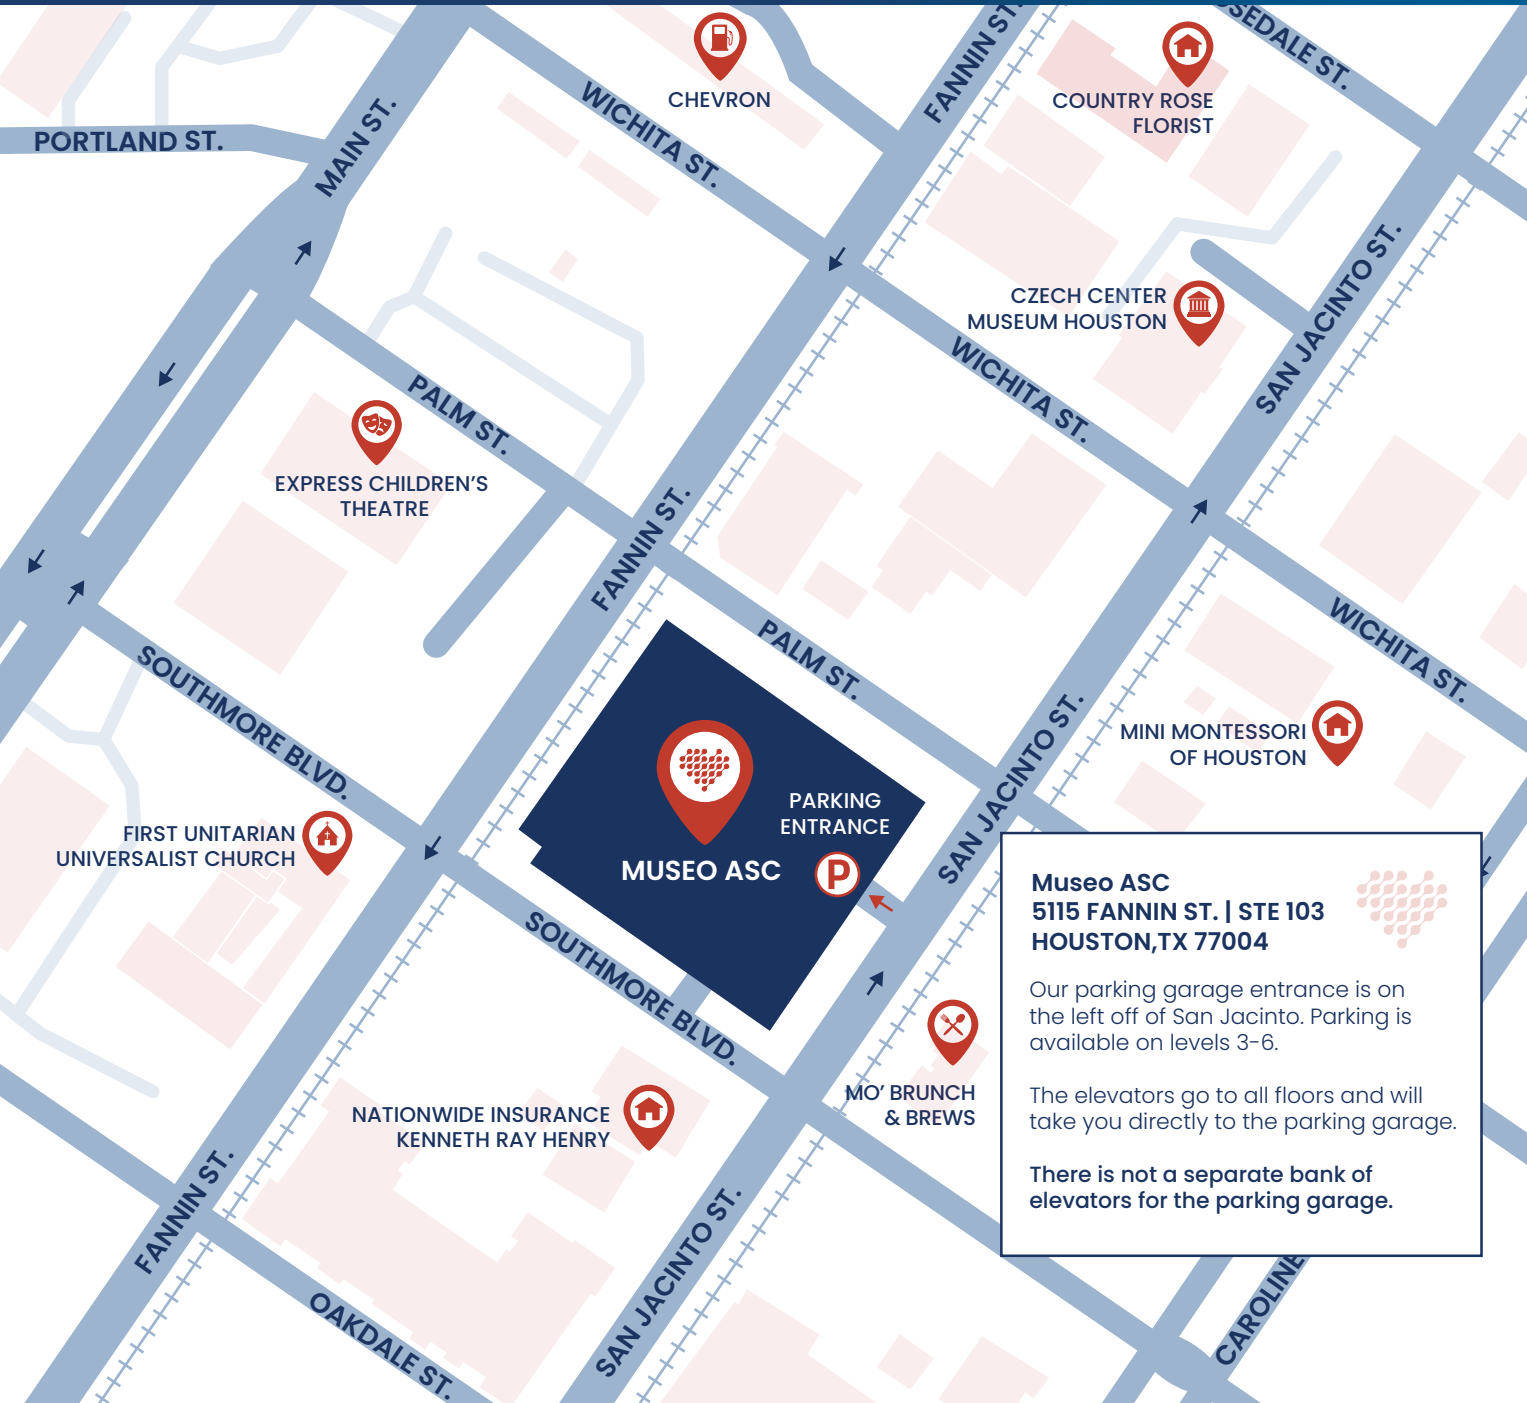 FANNIN ST.
SEDALE ST.
CHEVRON
COUNTRY ROSE
FLORIST
WICHITA ST.
PORTLAND ST.
MAIN ST.
CZECH CENTER
MUSEUM HOUSTON
SAN JACINTO ST.
WICHITA ST.
PALM ST.
EXPRESS CHILDREN'S
THEATRE
FANNIN ST.
WICHITA ST.
PALM ST.
SOUTHMORE BLVD.
SAN JACINTO ST.
MINI MONTESSORI
OF HOUSTON
PARKING
ENTRANCE
P
MUSEO ASC
FIRST UNITARIAN
UNIVERSALIST CHURCH
SOUTHMORE BLVD.
Museo ASC
5115 FANNIN ST. | STE 103
HOUSTON,TX 77004
Our parking garage entrance is on
the left off of San Jacinto. Parking is
available on levels 3-6.
The elevators go to all floors and will
take you directly to the parking garage.
There is not a separate bank of
elevators for the parking garage.
MO' BRUNCH
& BREWS
NATIONWIDE INSURANCE
KENNETH RAY HENRY
FANNIN ST.
SAN JACINTO ST.
OAKDALE ST.
CAROLINE